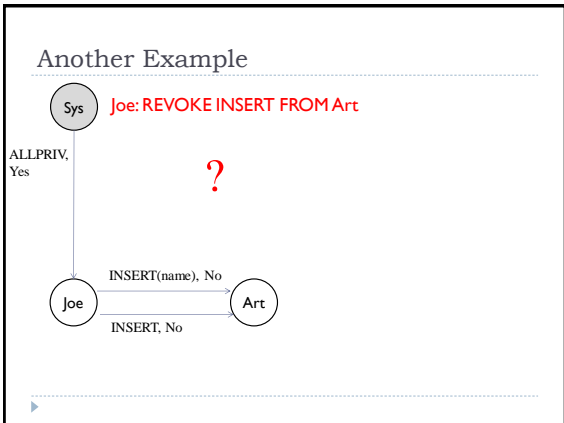 Another Example
Sys
Joe: REVOKE INSERT FROM Art
ALLPRIV,
Yes
?
INSERT(name), No
Joe
Art
INSERT, No